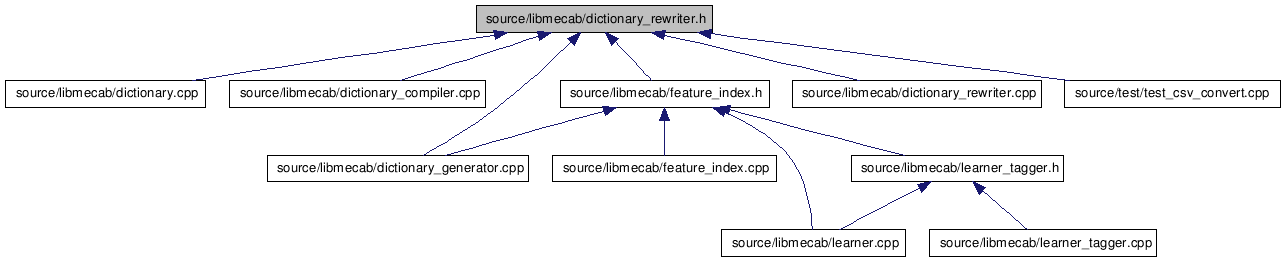 source/libmecab/dictionary_rewriter.h
source/libmecab/dictionary.cpp
source/libmecab/dictionary_compiler.cpp
source/libmecab/feature_index.h
source/libmecab/dictionary_rewriter.cpp
source/test/test_csv_convert.cpp
source/libmecab/dictionary_generator.cpp
source/libmecab/feature_index.cpp
source/libmecab/learner_tagger.h
source/libmecab/learner.cpp
source/libmecab/learner_tagger.cpp